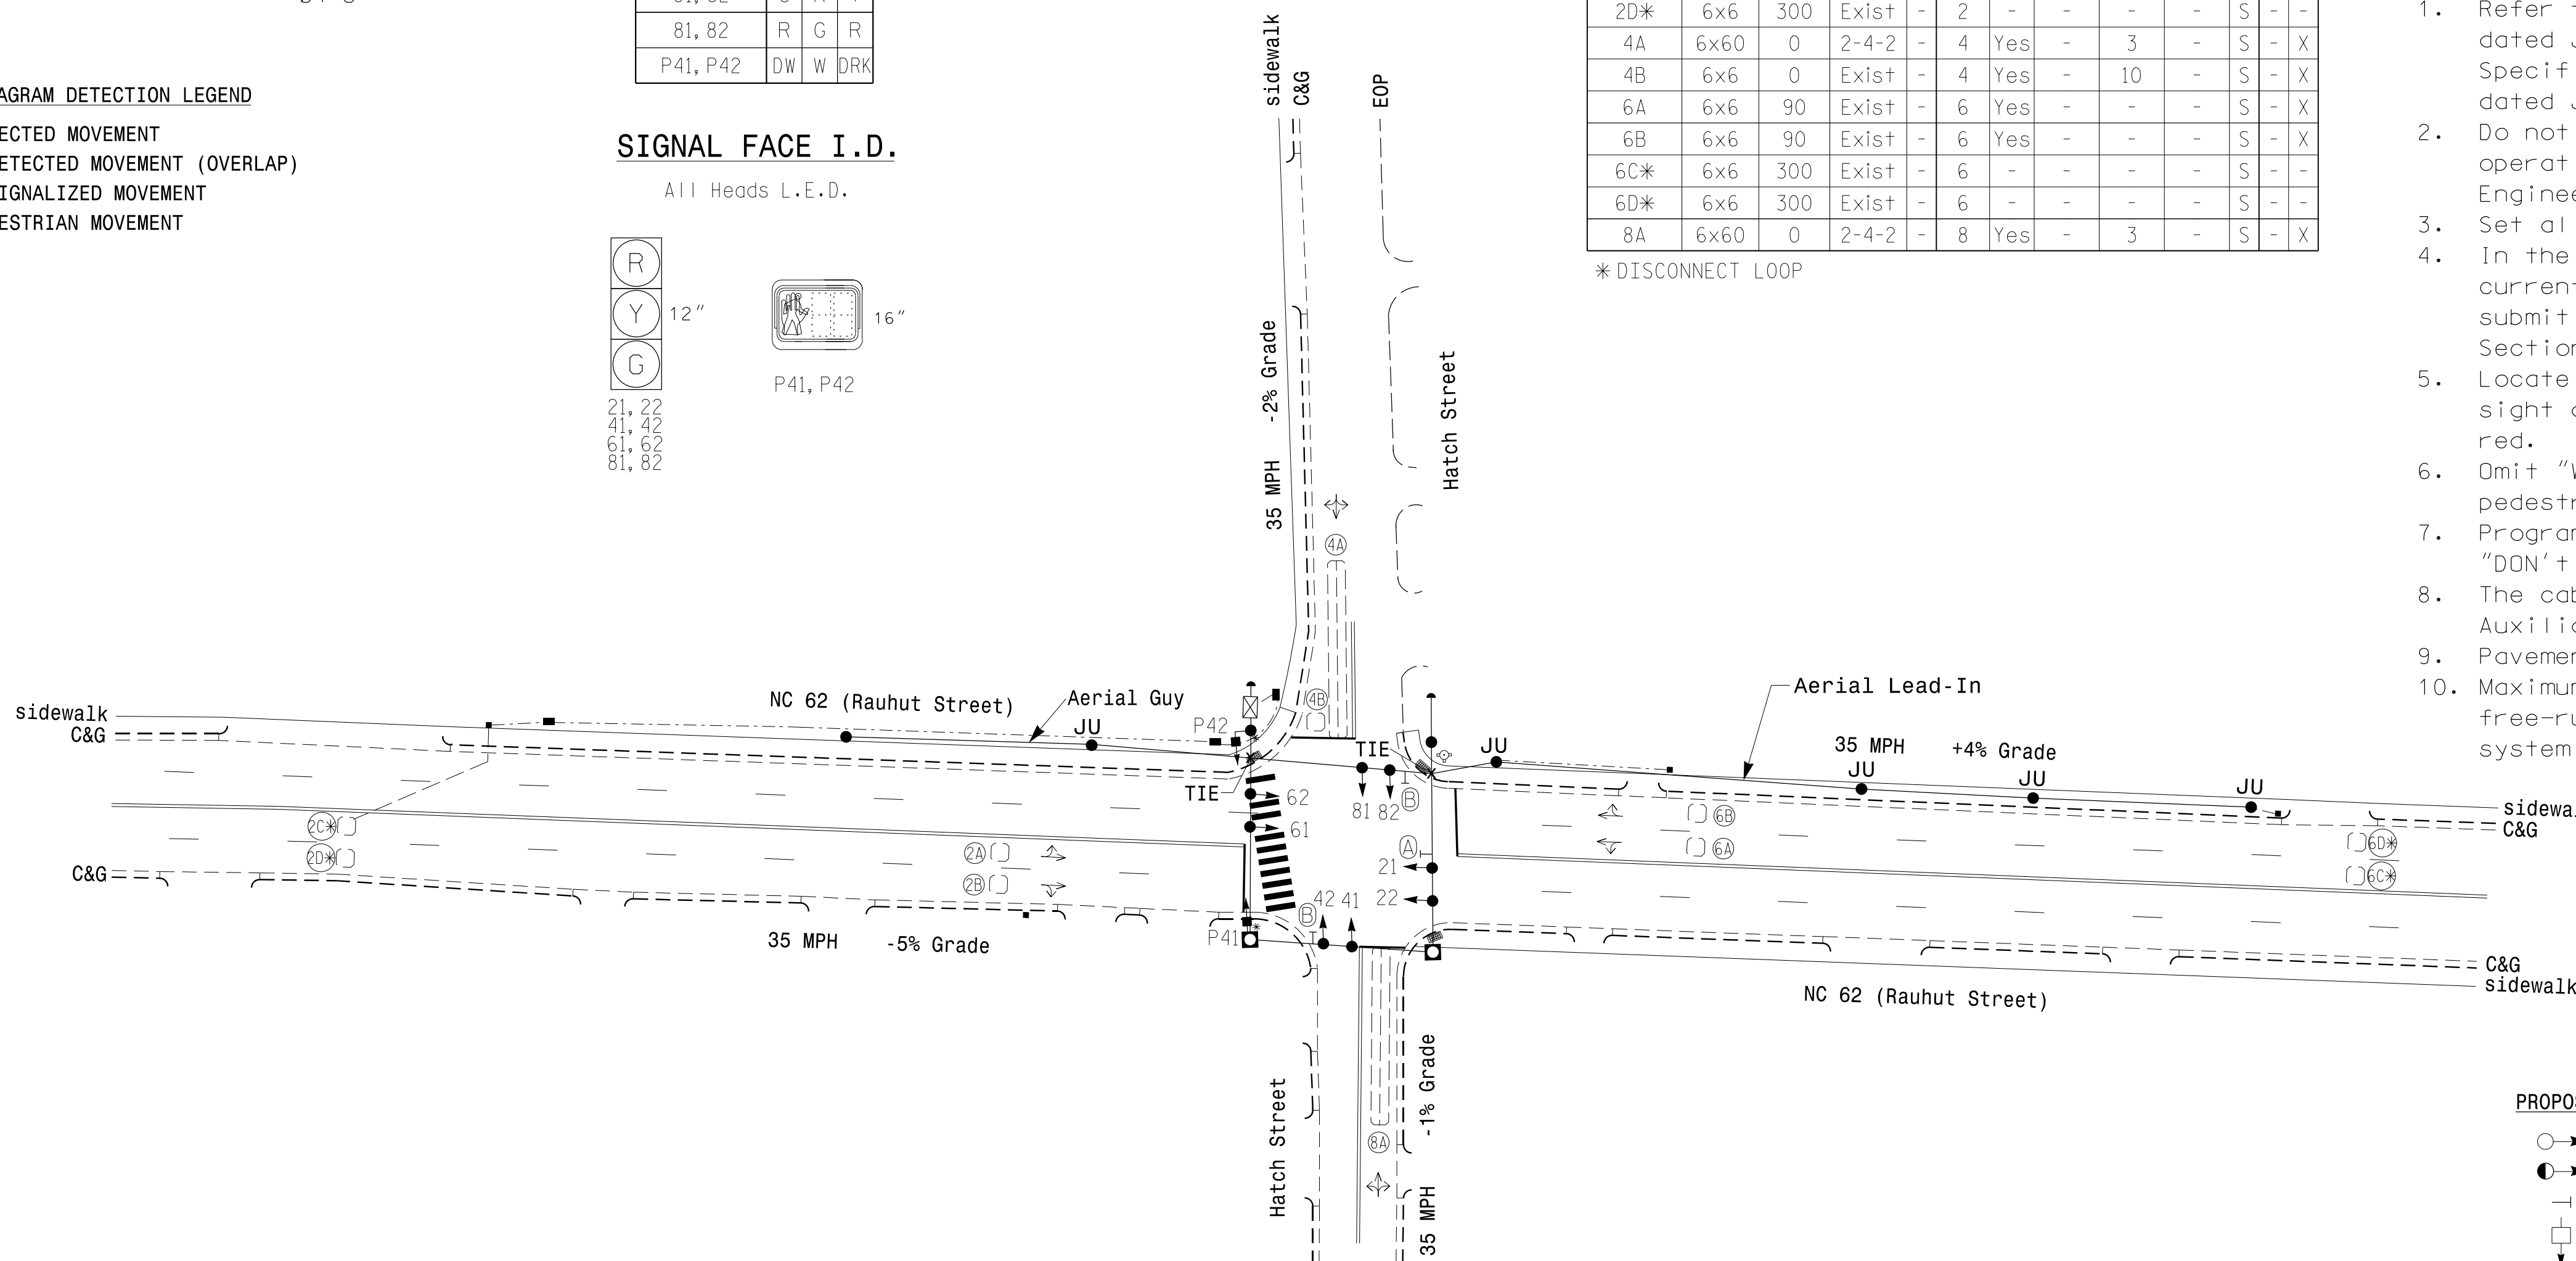 81, 82 R G R
P41, P42 DW W DRK
AGRAM DETECTION LEGEND
ECTED MOVEMENT
ETECTED MOVEMENT (OVERLAP)
IGNALIZED MOVEMENT
ESTRIAN MOVEMENT
SIGNAL FACE I.D.
All Heads L.E.D.
R
Y
G
12"
21, 22
41, 42
61, 62
81, 82
16"
P41, P42
sidewalk
C&G
EOP
2D* 6x6 300 Exist - 2 - - - - S - -
4A 6x60 0 2-4-2 - 4 Yes - 3 - S - X
4B 6x6 0 Exist - 4 Yes - 10 - S - X
6A 6x6 90 Exist - 6 Yes - - - S - X
6B 6x6 90 Exist - 6 Yes - - - S - X
6C* 6x6 300 Exist - 6 - - - - S - -
6D* 6x6 300 Exist - 6 - - - - S - -
8A 6x60 0 2-4-2 - 8 Yes - 3 - S - X
* DISCONNECT LOOP
1. Refer
dated J
Specif
dated J
2. Do not
operat
Enginee
3. Set al
4. In the
current
submit
Section
5. Locate
sight
red.
6. Omit "W
pedestr
7. Program
"DON't
8. The cab
Auxilia
9. Pavemen
10. Maximum
free-ru
system
35 MPH -2% Grade
Hatch Street
4A
4B
NC 62 (Rauhut Street)
Aerial Guy
JU
P42
sidewalk
C&G
TIE
TIE
JU
Aerial Lead-In
35 MPH +4% Grade
JU
JU
JU
sidewal
C&G
62
61
81 82
B
A
6B
6A
6D*
6C*
2C*
2D*
2A
2B
21
22
B
42 41
P41
C&G
35 MPH -5% Grade
C&G
sidewalk
NC 62 (Rauhut Street)
Hatch Street
8A
35 MPH -1% Grade
PROPOS